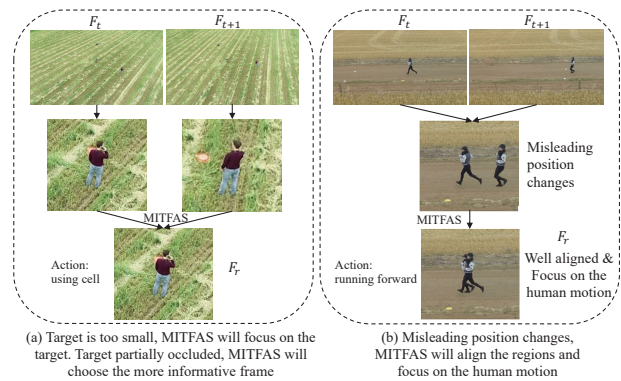 F_t F_{t+1}
MITFAS
Action:
using cell
F_r
(a) Target is too small, MITFAS will focus on the
target. Target partially occluded, MITFAS will
choose the more informative frame
F_t F_{t+1}
Misleading
position
changes
MITFAS
F_r
Action:
running forward
Well aligned &
Focus on the
human motion
(b) Misleading position changes,
MITFAS will align the regions and
focus on the human motion